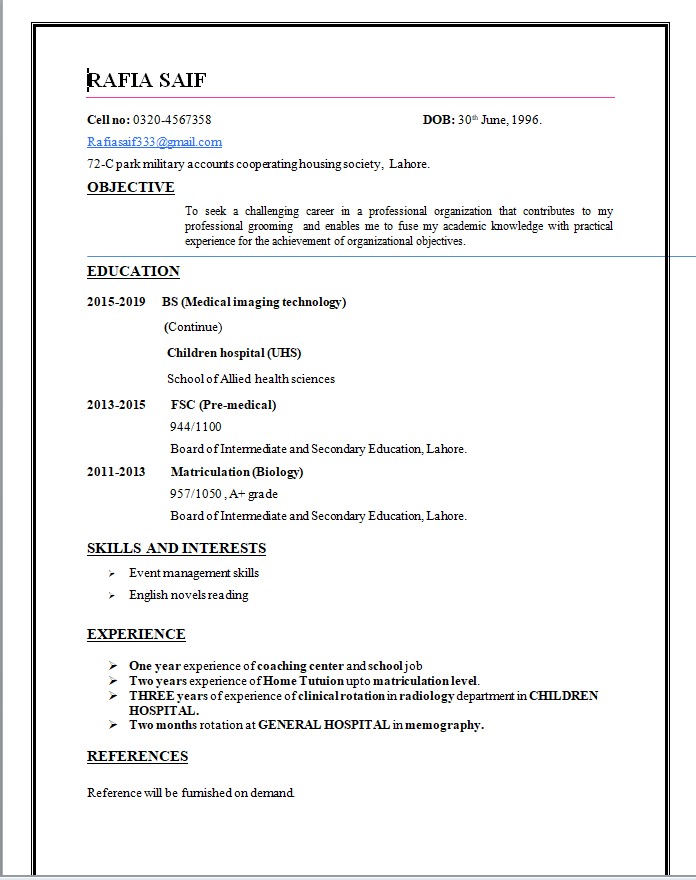 RAFIA SAIF
Cell no: 0320-4567358 DOB: 30th June, 1996.
Rafiasaif333@gmail.com
72-C park military accounts cooperating housing society, Lahore.
OBJECTIVE
To seek a challenging career in a professional organization that contributes to my
professional grooming and enables me to fuse my academic knowledge with practical
experience for the achievement of organizational objectives.
EDUCATION
2015-2019 BS (Medical imaging technology)
(Continue)
Children hospital (UHS)
School of Allied health sciences
2013-2015 FSC (Pre-medical)
944/1100
Board of Intermediate and Secondary Education, Lahore.
2011-2013 Matriculation (Biology)
957/1050 , A+ grade
Board of Intermediate and Secondary Education, Lahore.
SKILLS AND INTERESTS
➢ Event management skills
➢ English novels reading
EXPERIENCE
➢ One year experience of coaching center and school job
➢ Two years experience of Home Tutuion upto matriculation level.
➢ THREE years of experience of clinical rotation in radiology department in CHILDREN
HOSPITAL.
➢ Two months rotation at GENERAL HOSPITAL in memography.
REFERENCES
Reference will be furnished on demand.